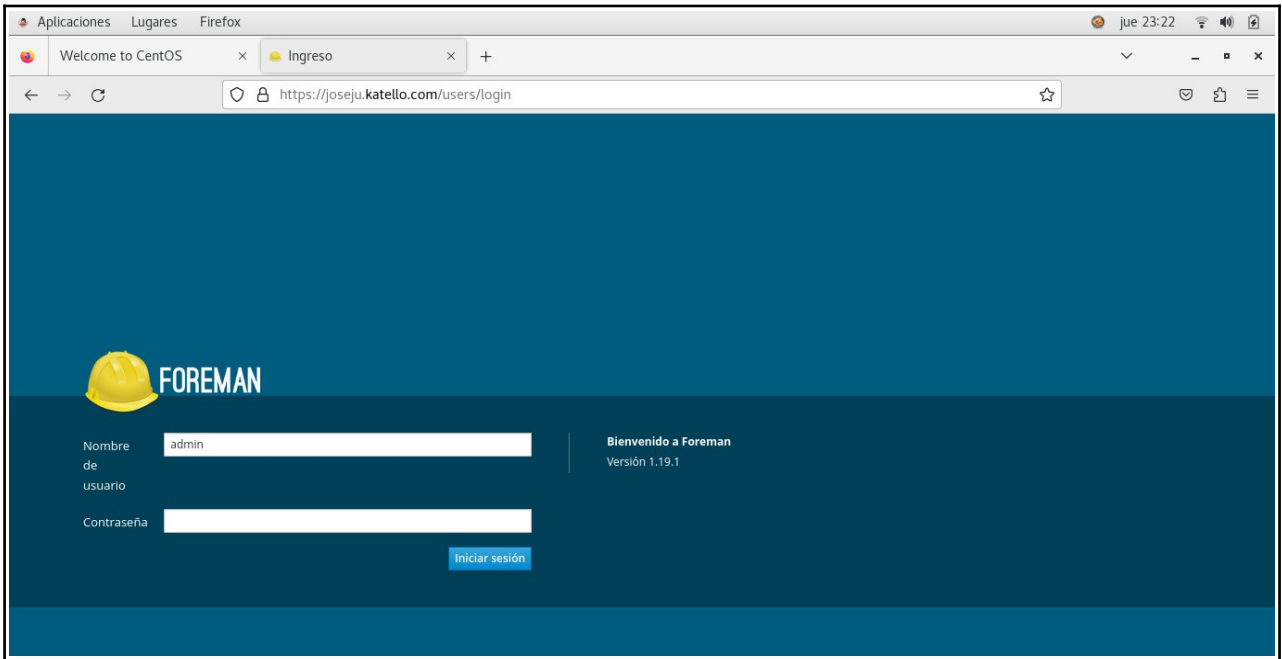 Aplicaciones Lugares Firefox jue 23:22
Welcome to CentOS Ingreso
https://joseju.katello.com/users/login
FOREMAN
Nombre de usuario admin
Bienvenido a Foreman
Versión 1.19.1
Contraseña
Iniciar sesión